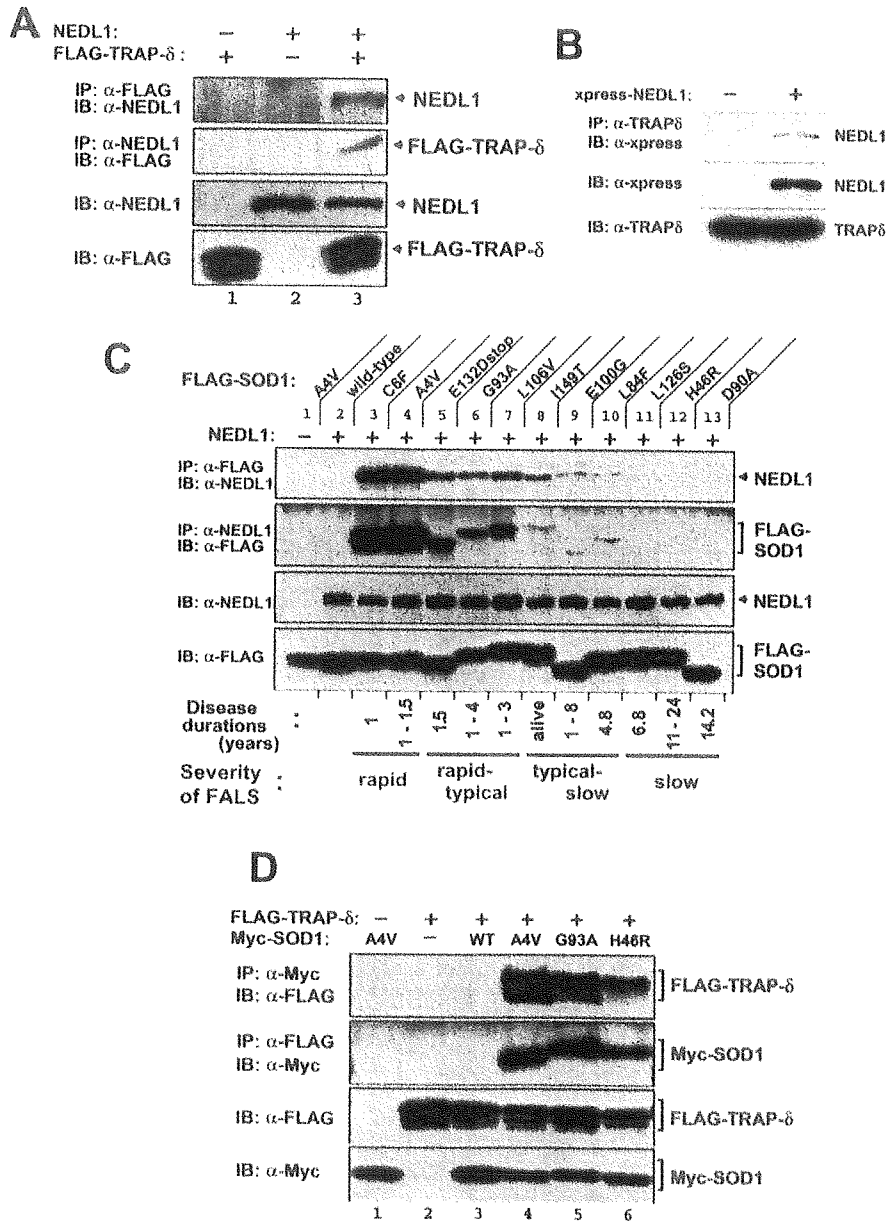 A
NEDL1: - + +
FLAG-TRAP-δ : + - +
IP: α-FLAG
IB: α-NEDL1
NEDL1
IP: α-NEDL1
IB: α-FLAG
FLAG-TRAP-δ
IB: α-NEDL1
NEDL1
IB: α-FLAG
FLAG-TRAP-δ
1 2 3
B
xpress-NEDL1: - +
IP: α-TRAPδ
IB: α-xpress
NEDL1
IB: α-xpress
NEDL1
IB: α-TRAPδ
TRAPδ
C
FLAG-SOD1: A4V wild-type C6F A4V E132Dstop G93A L106V I149T E100G L84F L126S H46R D90A
1 2 3 4 5 6 7 8 9 10 11 12 13
NEDL1: - + + + + + + + + + + + +
IP: α-FLAG
IB: α-NEDL1
NEDL1
IP: α-NEDL1
IB: α-FLAG
FLAG-
SOD1
IB: α-NEDL1
NEDL1
IB: α-FLAG
FLAG-
SOD1
Disease
durations :
(years)
1 1 - 1.5 1.5 1 - 4 1 - 3 alive 1 - 8 4.8 6.8 11 - 24 14.2
Severity
of FALS :
rapid
rapid-
typical
typical-
slow
slow
D
FLAG-TRAP-δ: - + + + + +
Myc-SOD1: A4V - WT A4V G93A H46R
IP: α-Myc
IB: α-FLAG
FLAG-TRAP-δ
IP: α-FLAG
IB: α-Myc
Myc-SOD1
IB: α-FLAG
FLAG-TRAP-δ
IB: α-Myc
Myc-SOD1
1 2 3 4 5 6